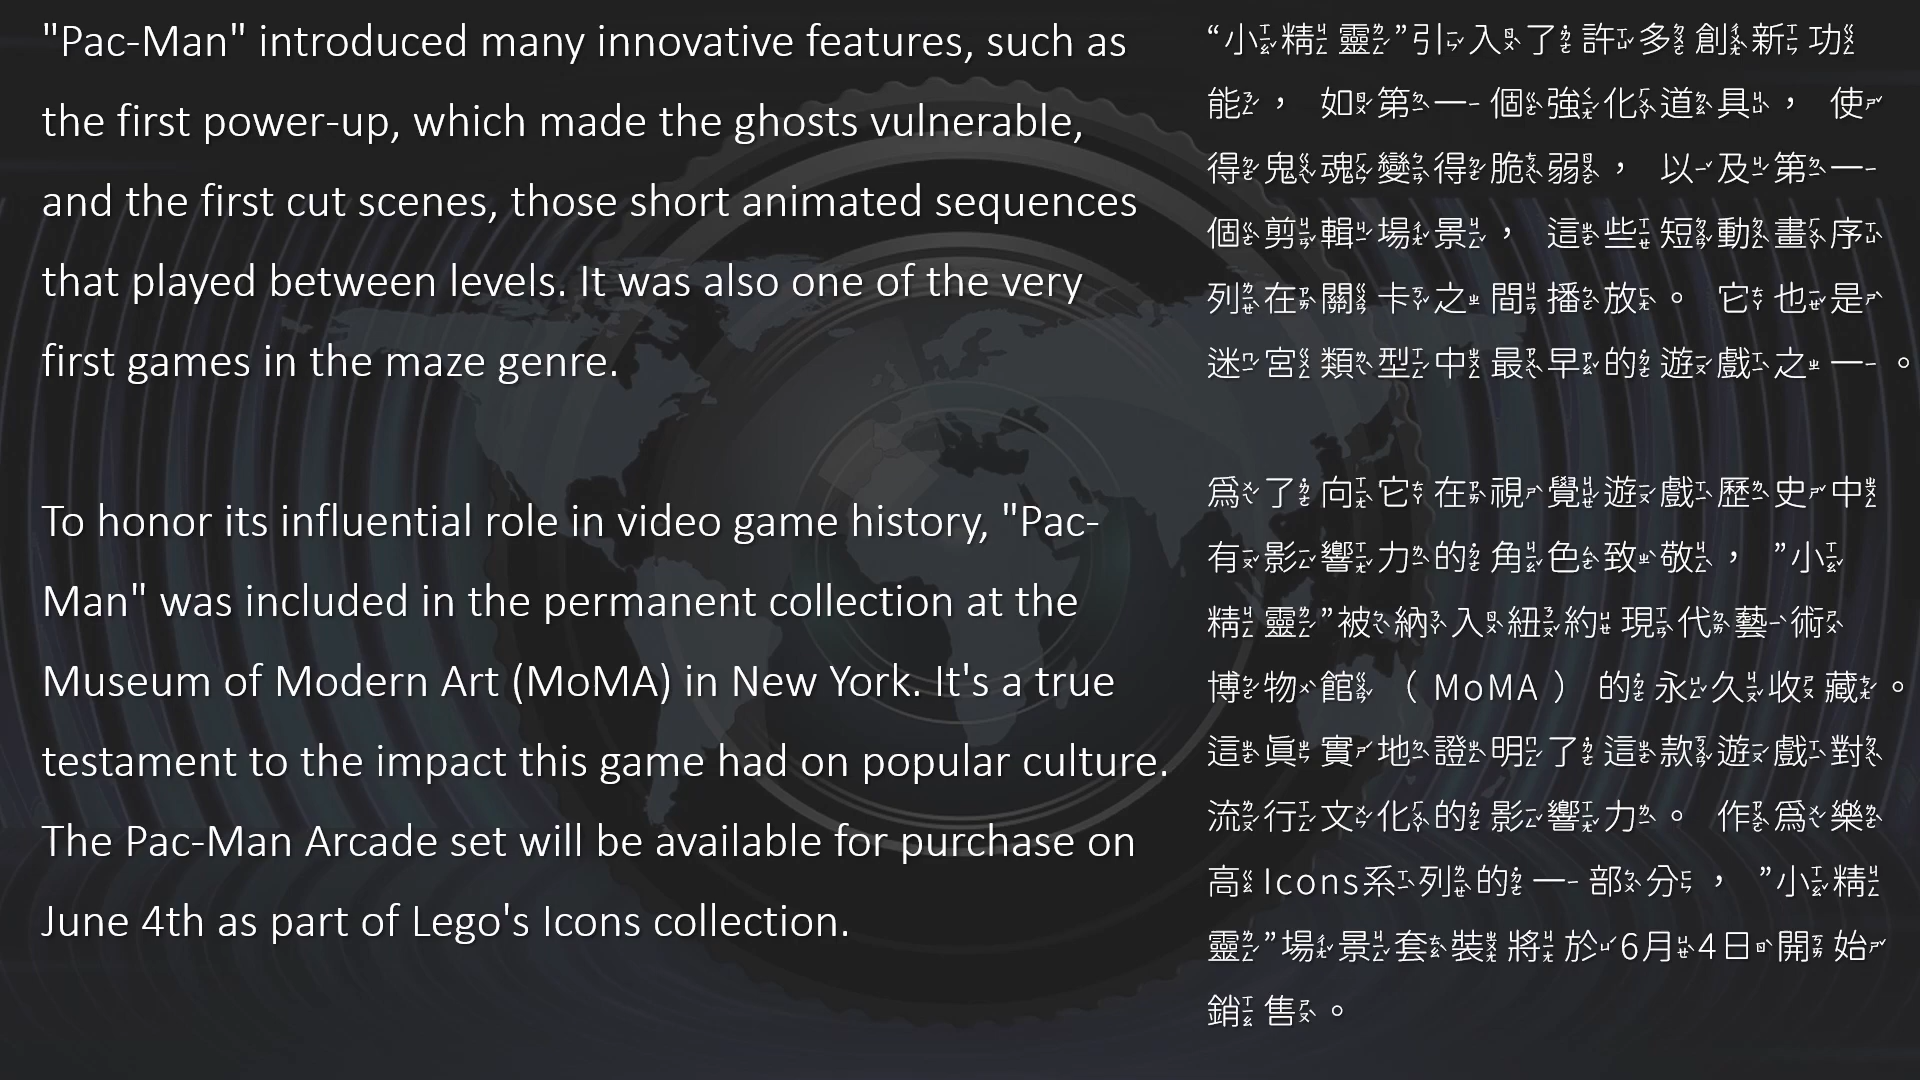 "Pac-Man" introduced many innovative features, such as
the first power-up, which made the ghosts vulnerable,
and the first cut scenes, those short animated sequences
that played between levels. It was also one of the very
first games in the maze genre.
To honor its influential role in video game history, "Pac-
Man" was included in the permanent collection at the
Museum of Modern Art (MoMA) in New York. It's a true
testament to the impact this game had on popular culture.
The Pac-Man Arcade set will be available for purchase on
June 4th as part of Lego's Icons collection.
“小精靈”引入了許多創新功
能， 如第一個強化道具， 使
得鬼魂變得脆弱， 以及第一
個剪輯場景， 這些短動畫序
列在關卡之間播放。 它也是
迷宮類型中最早的遊戲之一。
爲了向它在視覺遊戲歷史中
有影響力的角色致敬， ”小
精靈”被納入紐約現代藝術
博物館 （ MoMA ） 的永久收藏。
這眞實地證明了這款遊戲對
流行文化的影響力。 作爲樂
高Icons系列的一部分， ”小精
靈”場景套裝將於6月4日開始
銷售。